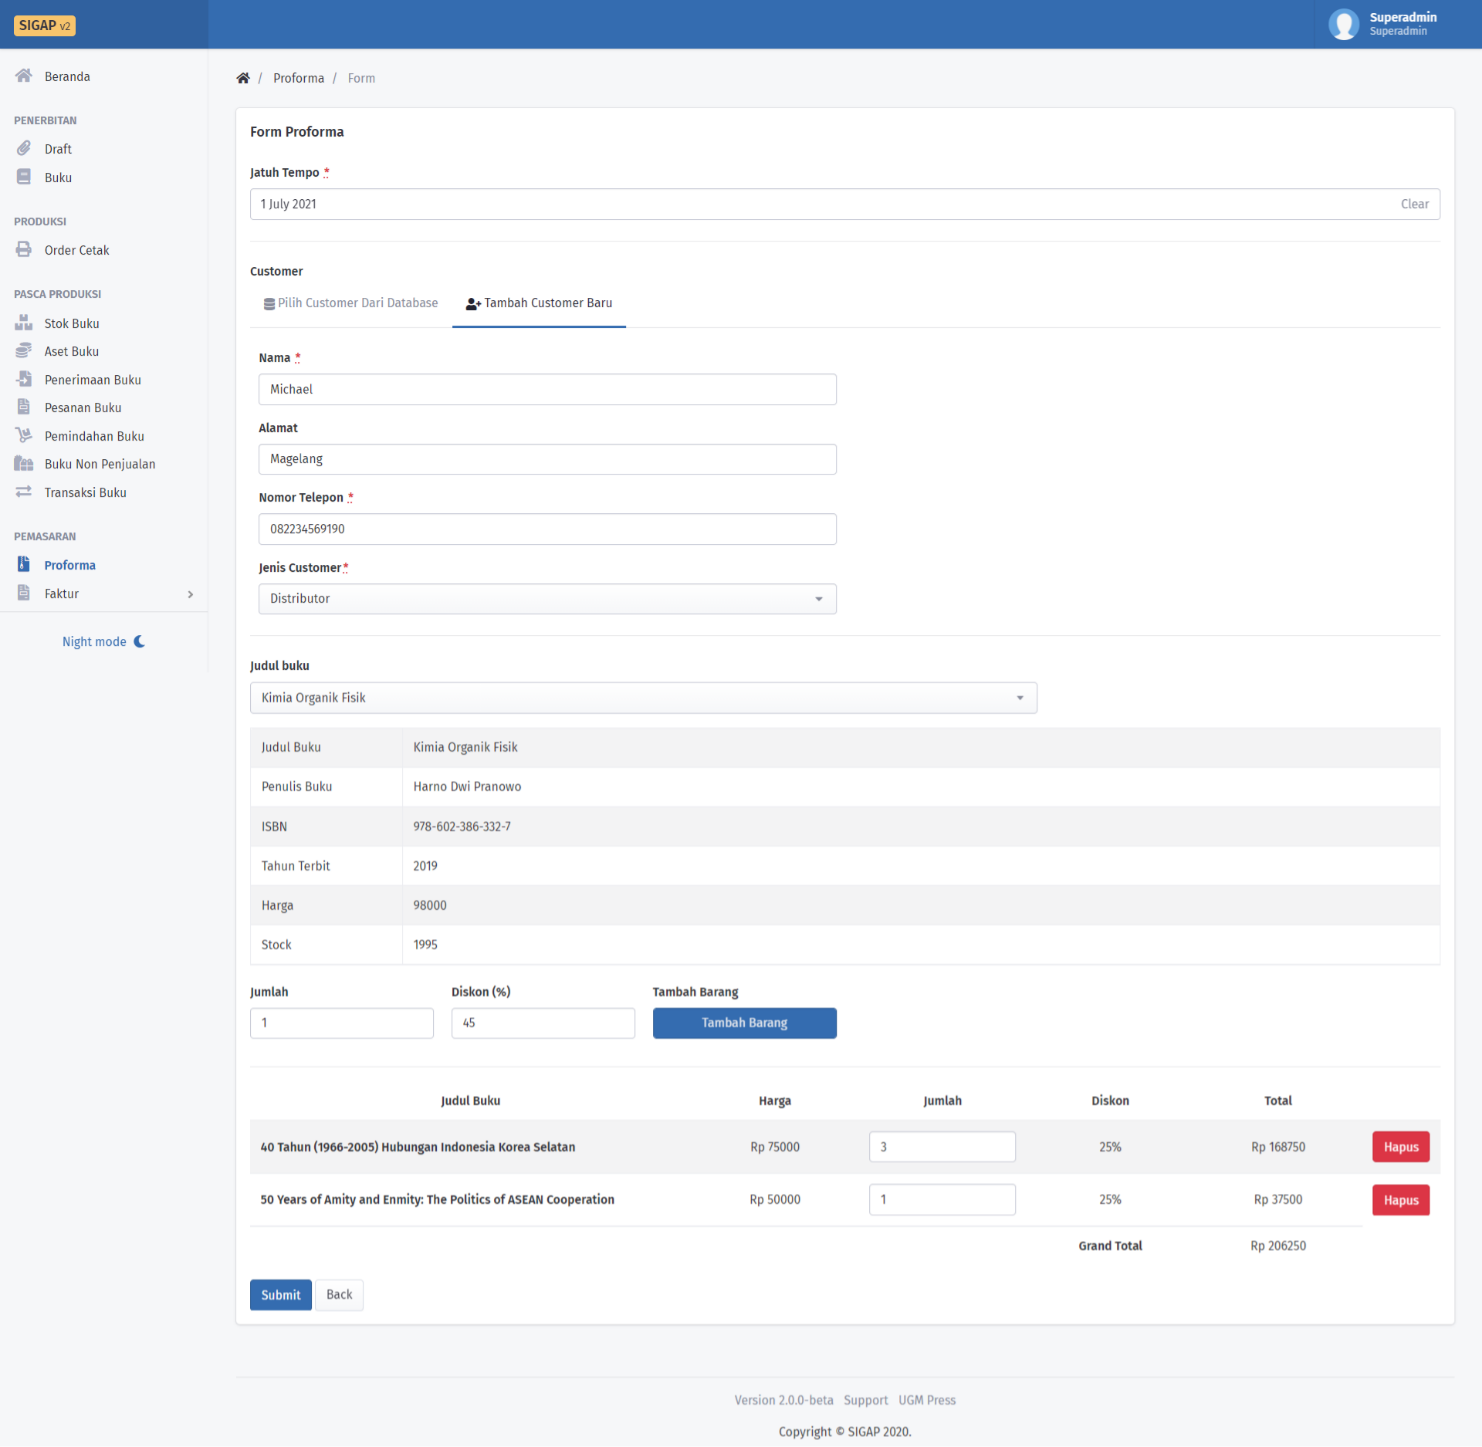 SIGAP v2
Superadmin
Superadmin
Beranda
PENERBITAN
Draft
Buku
PRODUKSI
Order Cetak
PASCA PRODUKSI
Stok Buku
Aset Buku
Penerimaan Buku
Pesanan Buku
Pemindahan Buku
Buku Non Penjualan
Transaksi Buku
PEMASARAN
Proforma
Faktur
Night mode
/ Proforma / Form
Form Proforma
Jatuh Tempo *
1 July 2021 Clear
Customer
Pilih Customer Dari Database Tambah Customer Baru
Nama *
Michael
Alamat
Magelang
Nomor Telepon *
082234569190
Jenis Customer*
Distributor
Judul buku
Kimia Organik Fisik
Judul Buku Kimia Organik Fisik
Penulis Buku Harno Dwi Pranowo
ISBN 978-602-386-332-7
Tahun Terbit 2019
Harga 98000
Stock 1995
Jumlah Diskon (%) Tambah Barang
1 45 Tambah Barang
Judul Buku Harga Jumlah Diskon Total
40 Tahun (1966-2005) Hubungan Indonesia Korea Selatan Rp 75000 3 25% Rp 168750 Hapus
50 Years of Amity and Enmity: The Politics of ASEAN Cooperation Rp 50000 1 25% Rp 37500 Hapus
Grand Total Rp 206250
Submit Back
Version 2.0.0-beta Support UGM Press
Copyright © SIGAP 2020.